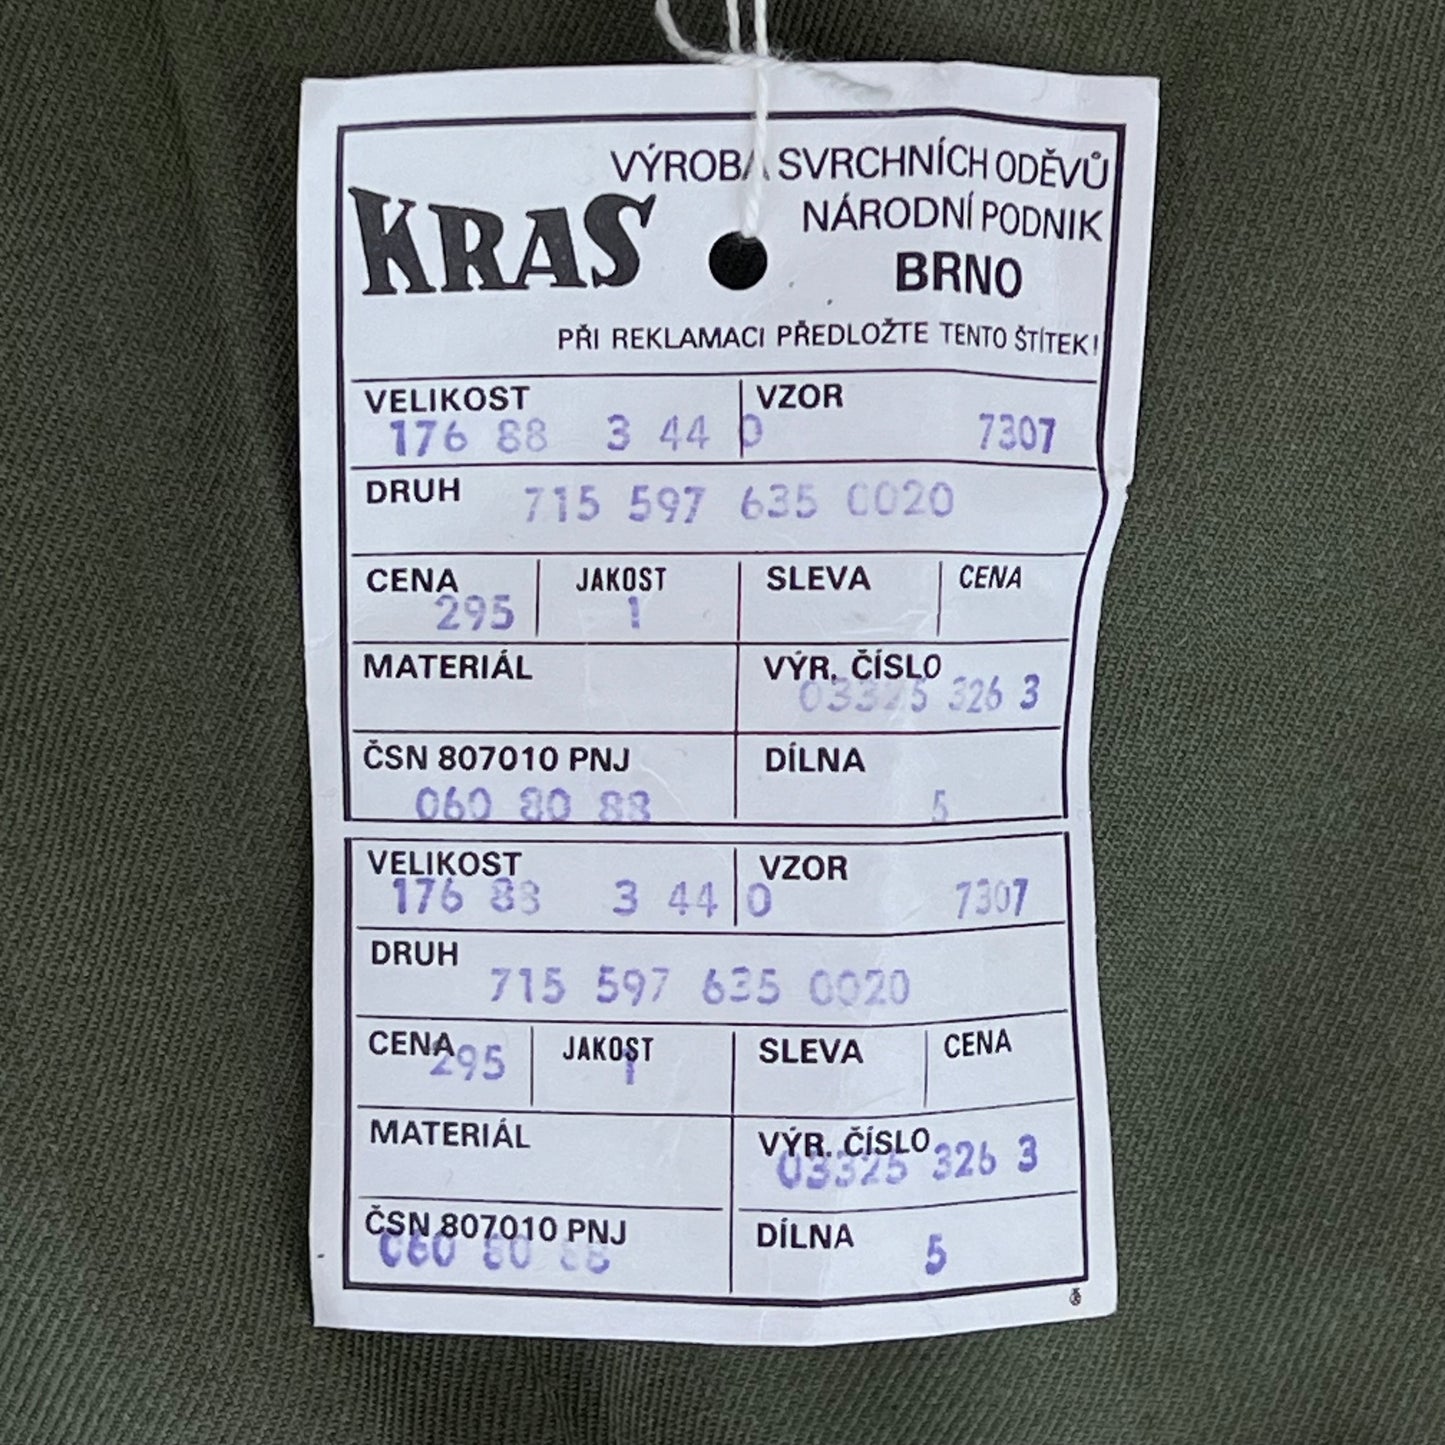 VÝROBA SVRCHNÍCH ODĚVŮ
KRAS
NÁRODNÍ PODNIK
BRNO
PŘI REKLAMACI PŘEDLOŽTE TENTO ŠTÍTEK!
VELIKOST VZOR
176 88 3 44 0 7307
DRUH 715 597 635 0020
CENA JAKOST SLEVA CENA
295 1
MATERIÁL VÝR. ČÍSLO
03325 326 3
ČSN 807010 PNJ DÍLNA
060 80 88 5
VELIKOST VZOR
176 88 3 44 0 7307
DRUH
715 597 635 0020
CENA JAKOST SLEVA CENA
295 1
MATERIÁL VÝR. ČÍSLO
03325 326 3
ČSN 807010 PNJ DÍLNA
060 80 88 5